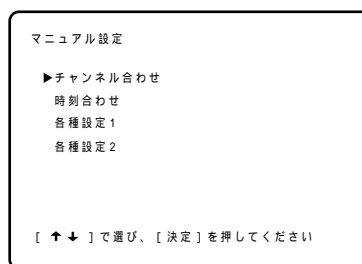 マニュアル設定
▶チャンネル合わせ
時刻合わせ
各種設定1
各種設定2
[ ↑↓ ]で選び、[決定]を押してください